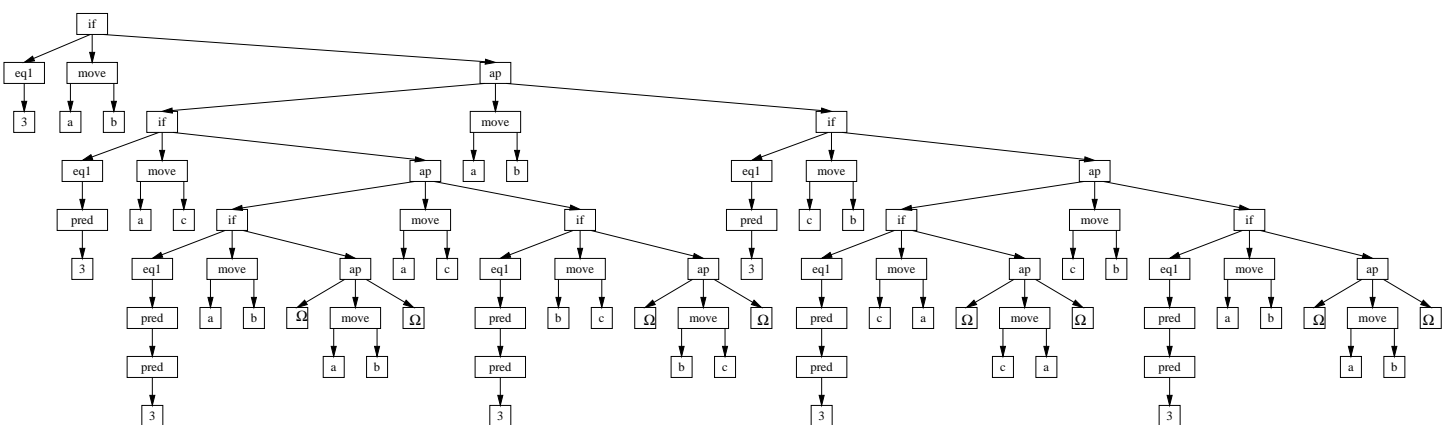 if
eq1 move ap
3 a b if move if
eq1 move ap a b eq1 move ap
pred a c if move if pred c b if move if
3 eq1 move ap a c eq1 move ap 3 eq1 move ap c b eq1 move ap
pred a b Ω move Ω pred b c Ω move Ω pred c a Ω move Ω pred a b Ω move Ω
pred a b pred b c pred c a pred a b
3 3 3 3